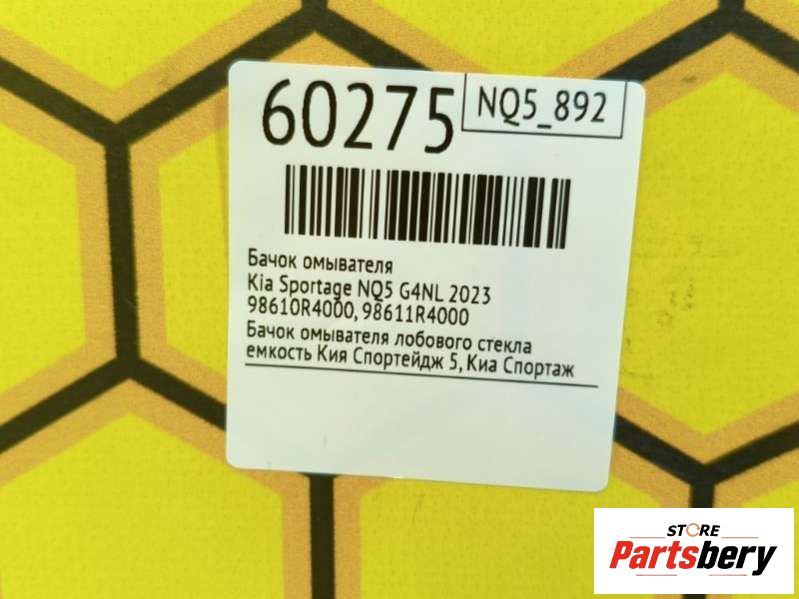 60275
NQ5_892
Бачок омывателя
Kia Sportage NQ5 G4NL 2023
98610R4000, 98611R4000
Бачок омывателя лобового стекла
емкость Кия Спортейдж 5, Киа Спортаж
STORE
Partsbery